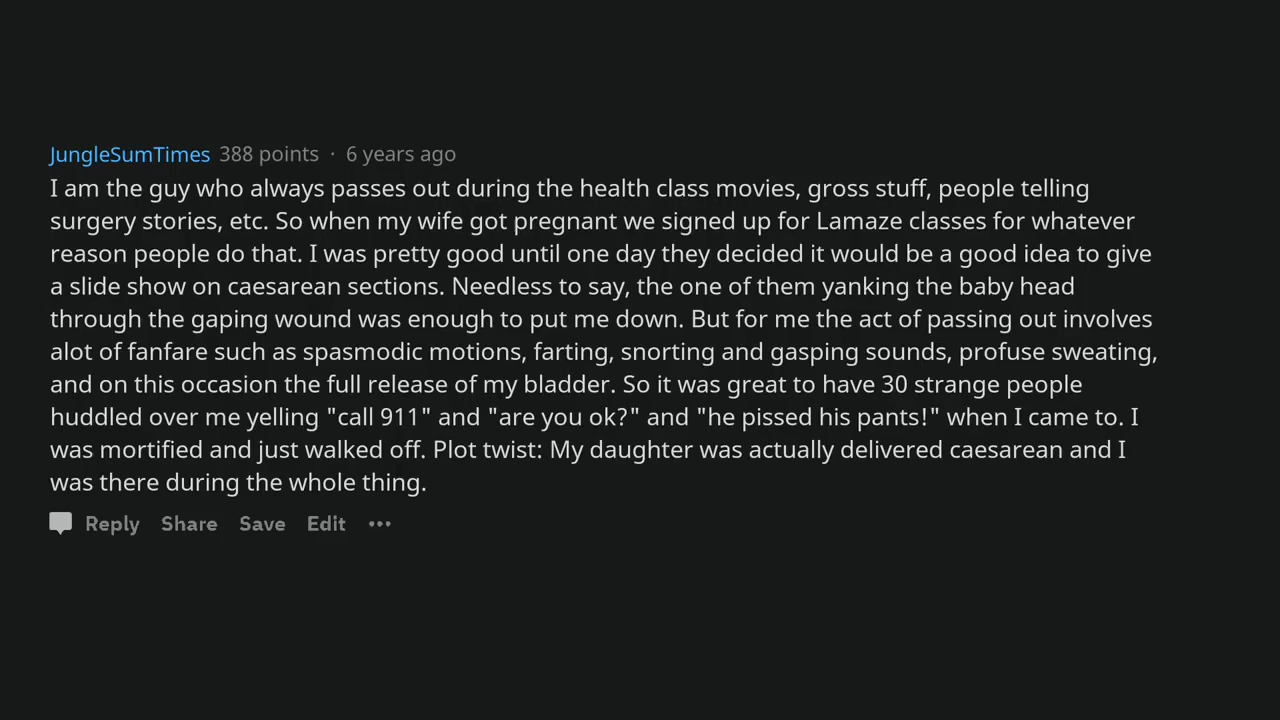 JungleSumTimes 388 points · 6 years ago
I am the guy who always passes out during the health class movies, gross stuff, people telling
surgery stories, etc. So when my wife got pregnant we signed up for Lamaze classes for whatever
reason people do that. I was pretty good until one day they decided it would be a good idea to give
a slide show on caesarean sections. Needless to say, the one of them yanking the baby head
through the gaping wound was enough to put me down. But for me the act of passing out involves
alot of fanfare such as spasmodic motions, farting, snorting and gasping sounds, profuse sweating,
and on this occasion the full release of my bladder. So it was great to have 30 strange people
huddled over me yelling "call 911" and "are you ok?" and "he pissed his pants!" when I came to. I
was mortified and just walked off. Plot twist: My daughter was actually delivered caesarean and I
was there during the whole thing.
Reply Share Save Edit •••